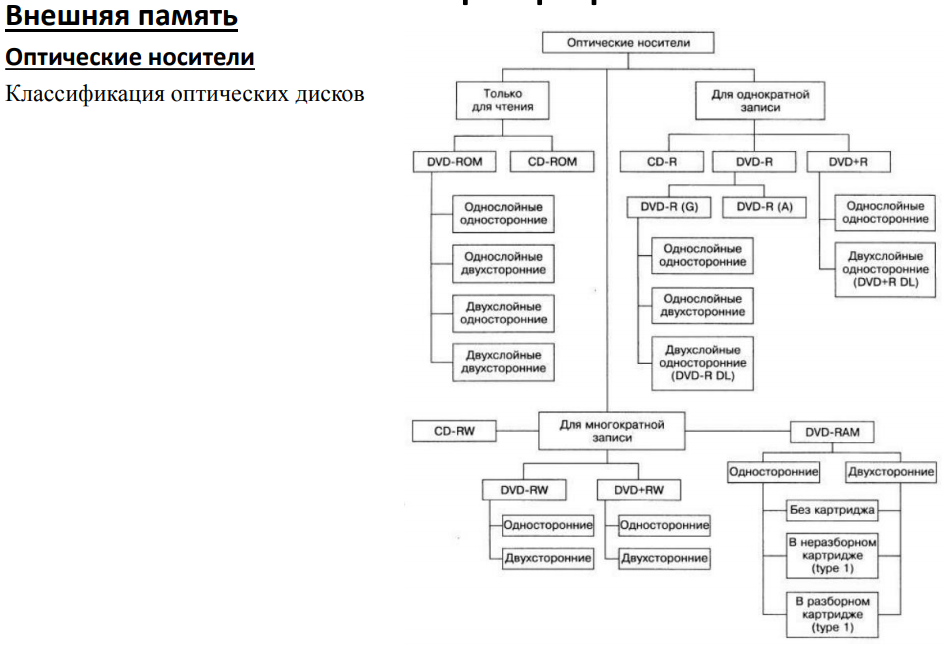 Внешняя память
Оптические носители
Классификация оптических дисков
Оптические носители
Только
для чтения
Для однократной
записи
DVD-ROM
CD-ROM
CD-R
DVD-R
DVD+R
Однослойные
односторонние
Однослойные
двухсторонние
Двухслойные
односторонние
Двухслойные
двухсторонние
DVD-R (G)
DVD-R (A)
Однослойные
односторонние
Однослойные
двухсторонние
Двухслойные
односторонние
(DVD-R DL)
Однослойные
односторонние
Двухслойные
односторонние
(DVD+R DL)
CD-RW
Для многократной
записи
DVD-RAM
DVD-RW
DVD+RW
Односторонние
Двухсторонние
Односторонние
Двухсторонние
Односторонние
Двухсторонние
Без картриджа
В неразборном
картридже
(type 1)
В разборном
картридже
(type 1)